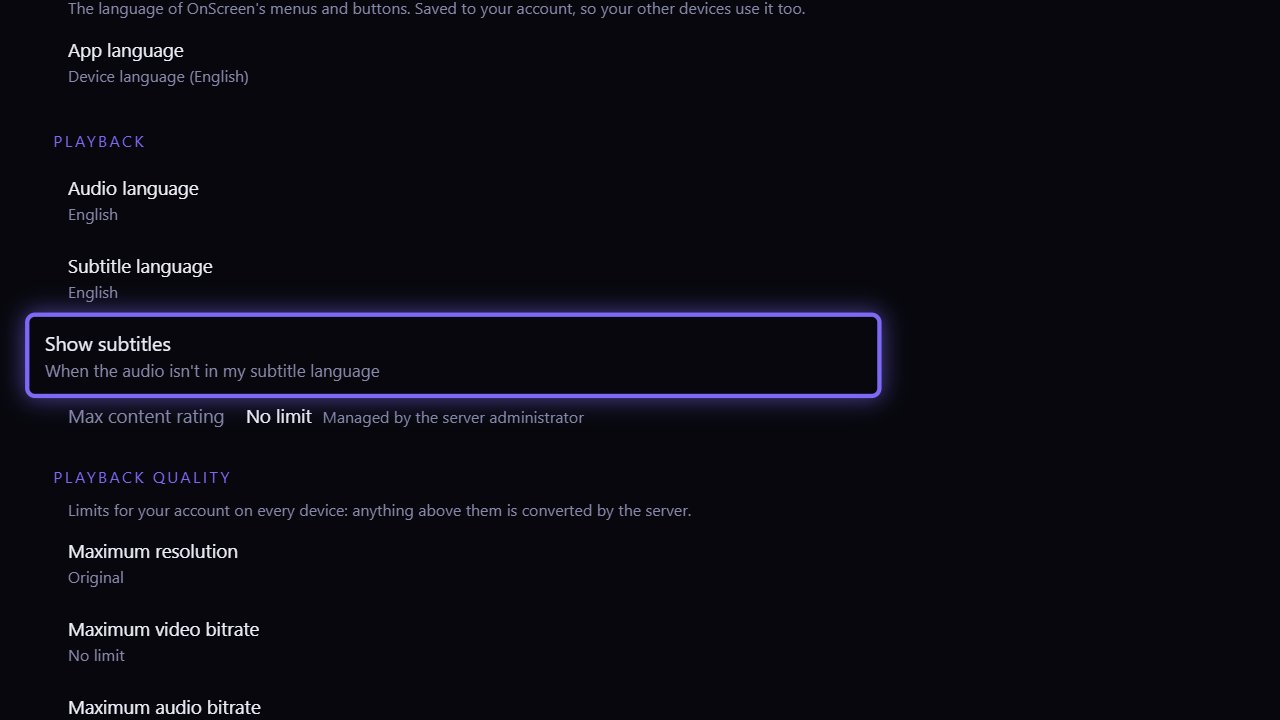 The language of OnScreen's menus and buttons. Saved to your account, so your other devices use it too.
App language
Device language (English)
PLAYBACK
Audio language
English
Subtitle language
English
Show subtitles
When the audio isn't in my subtitle language
Max content rating No limit Managed by the server administrator
PLAYBACK QUALITY
Limits for your account on every device: anything above them is converted by the server.
Maximum resolution
Original
Maximum video bitrate
No limit
Maximum audio bitrate